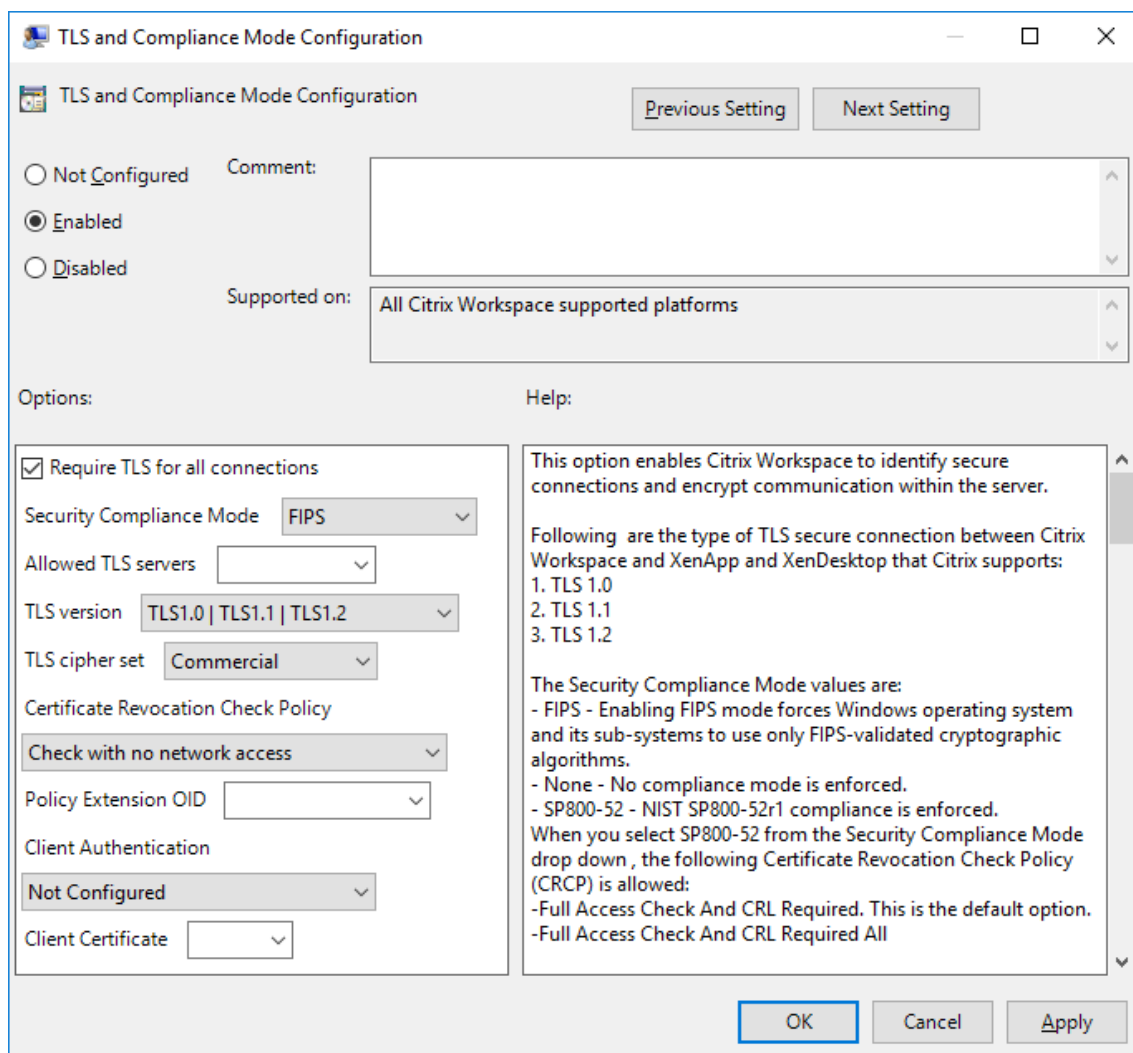 TLS and Compliance Mode Configuration
TLS and Compliance Mode Configuration
Previous Setting
Next Setting
Not Configured
Enabled
Disabled
Comment:
Supported on:
All Citrix Workspace supported platforms
Options:
Help:
Require TLS for all connections
Security Compliance Mode FIPS
Allowed TLS servers
TLS version TLS1.0 | TLS1.1 | TLS1.2
TLS cipher set Commercial
Certificate Revocation Check Policy
Check with no network access
Policy Extension OID
Client Authentication
Not Configured
Client Certificate
This option enables Citrix Workspace to identify secure
connections and encrypt communication within the server.
Following  are the type of TLS secure connection between Citrix
Workspace and XenApp and XenDesktop that Citrix supports:
1. TLS 1.0
2. TLS 1.1
3. TLS 1.2
The Security Compliance Mode values are:
- FIPS - Enabling FIPS mode forces Windows operating system
and its sub-systems to use only FIPS-validated cryptographic
algorithms.
- None - No compliance mode is enforced.
- SP800-52 - NIST SP800-52r1 compliance is enforced.
When you select SP800-52 from the Security Compliance Mode
drop down , the following Certificate Revocation Check Policy
(CRCP) is allowed:
-Full Access Check And CRL Required. This is the default option.
-Full Access Check And CRL Required All
OK
Cancel
Apply